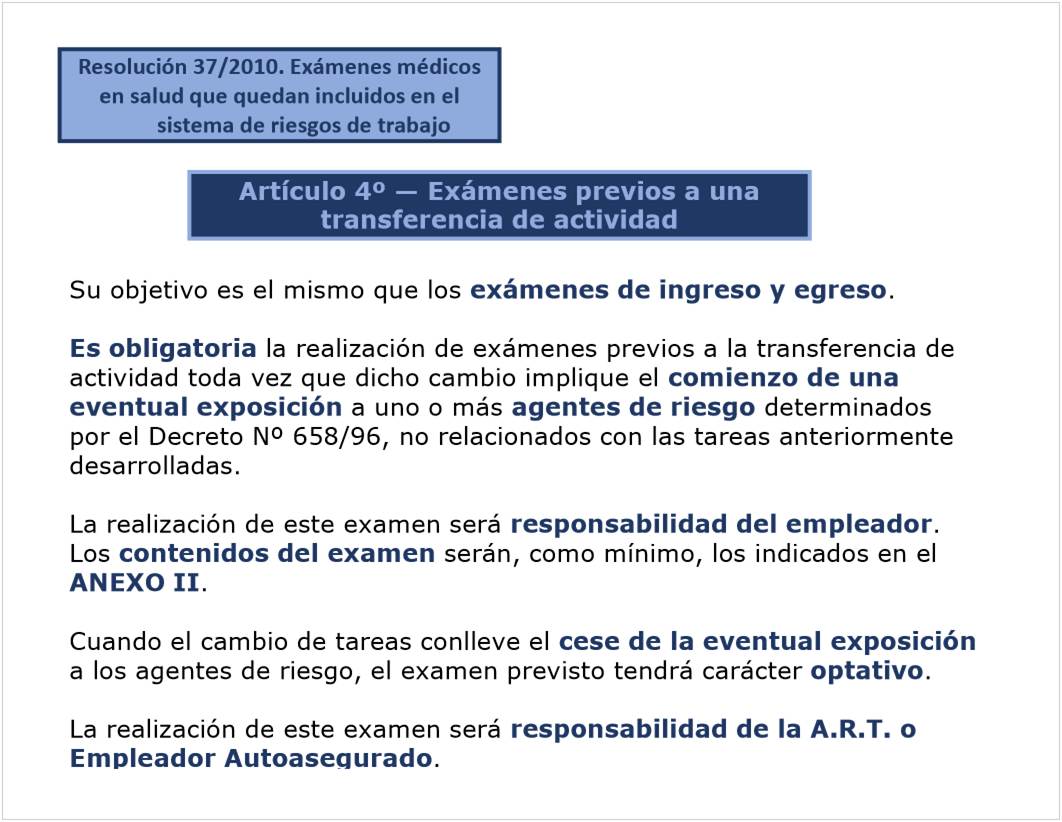 Resolución 37/2010. Exámenes médicos
en salud que quedan incluidos en el
sistema de riesgos de trabajo
Artículo 4º — Exámenes previos a una
transferencia de actividad
Su objetivo es el mismo que los exámenes de ingreso y egreso.
Es obligatoria la realización de exámenes previos a la transferencia de
actividad toda vez que dicho cambio implique el comienzo de una
eventual exposición a uno o más agentes de riesgo determinados
por el Decreto Nº 658/96, no relacionados con las tareas anteriormente
desarrolladas.
La realización de este examen será responsabilidad del empleador.
Los contenidos del examen serán, como mínimo, los indicados en el
ANEXO II.
Cuando el cambio de tareas conlleve el cese de la eventual exposición
a los agentes de riesgo, el examen previsto tendrá carácter optativo.
La realización de este examen será responsabilidad de la A.R.T. o
Empleador Autoasegurado.